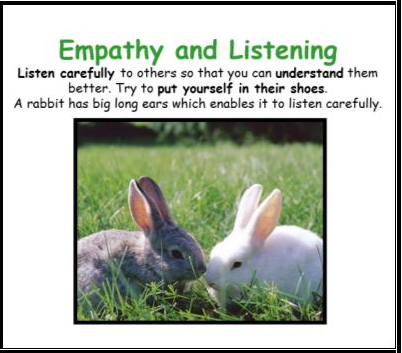 Empathy and Listening
Listen carefully to others so that you can understand them
better. Try to put yourself in their shoes.
A rabbit has big long ears which enables it to listen carefully.